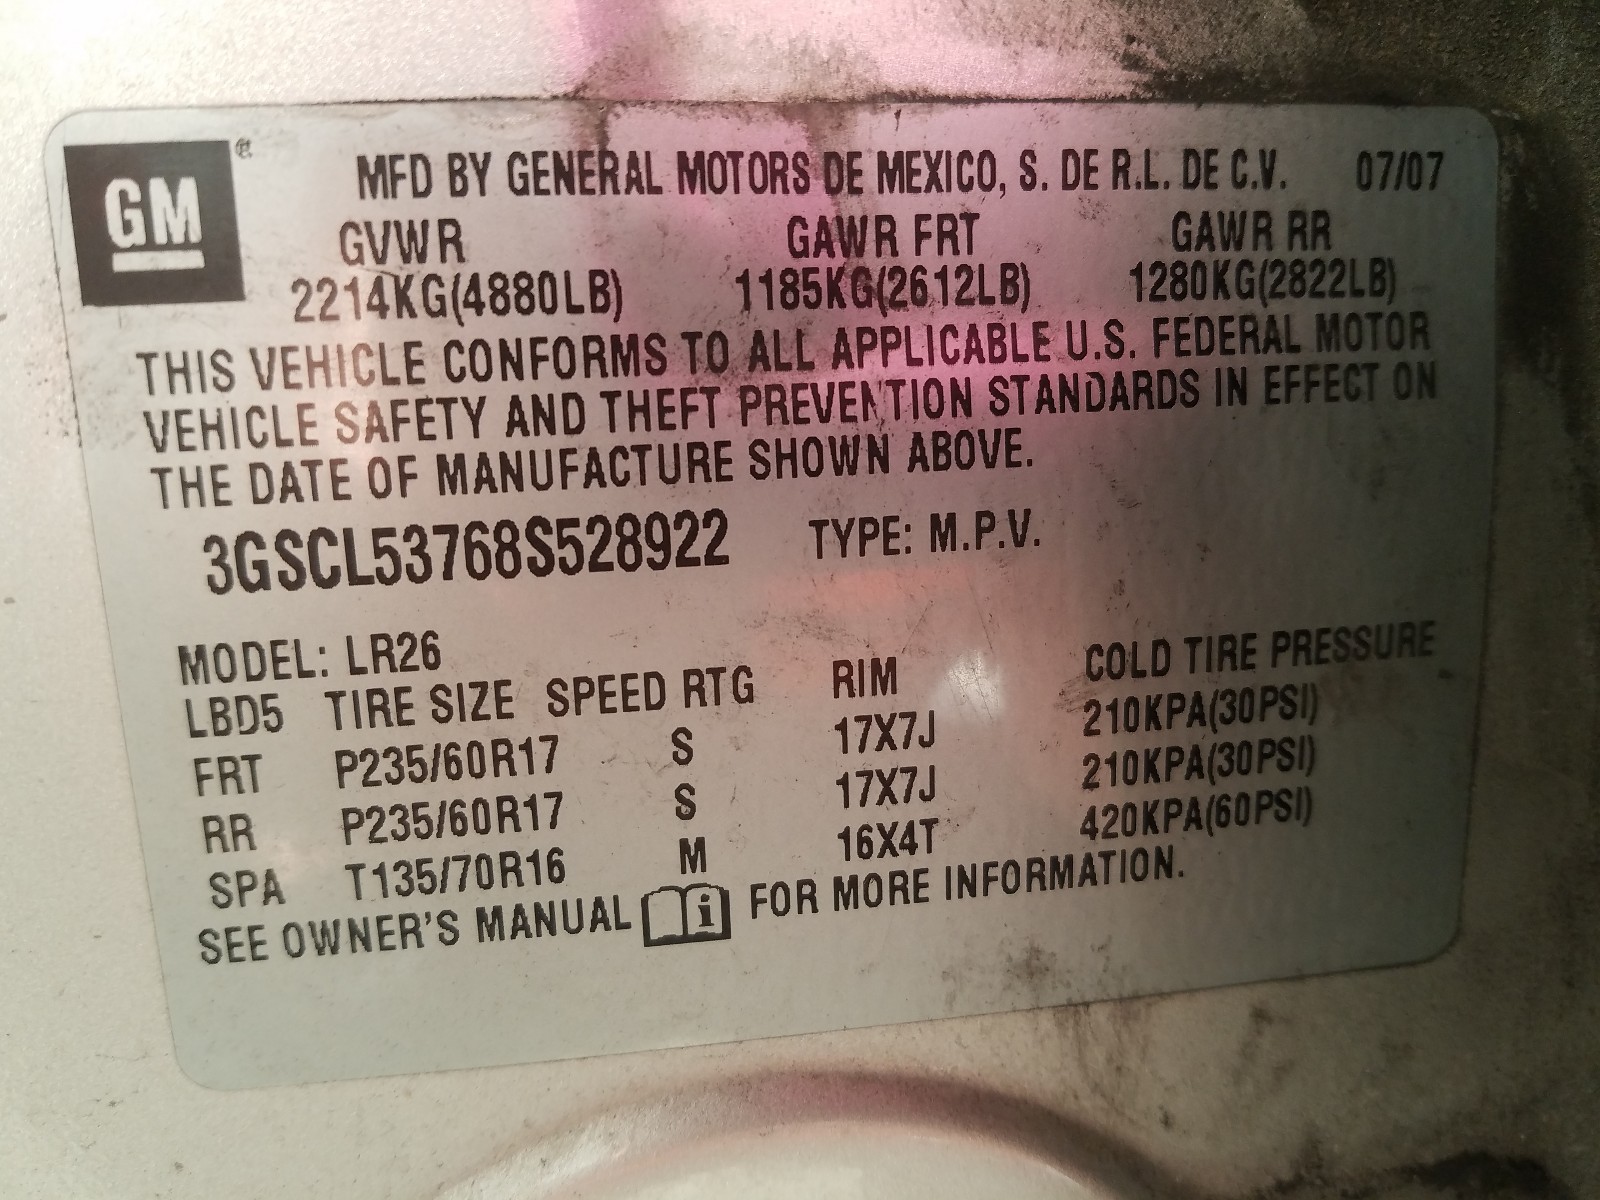 GM®
MFD BY GENERAL MOTORS DE MEXICO, S. DE R.L. DE C.V. 07/07
GVWR GAWR FRT GAWR RR
2214KG(4880LB) 1185KG(2612LB) 1280KG(2822LB)
THIS VEHICLE CONFORMS TO ALL APPLICABLE U.S. FEDERAL MOTOR
VEHICLE SAFETY AND THEFT PREVENTION STANDARDS IN EFFECT ON
THE DATE OF MANUFACTURE SHOWN ABOVE.
3GSCL53768S528922 TYPE: M.P.V.
MODEL: LR26
LBD5 TIRE SIZE SPEED RTG RIM COLD TIRE PRESSURE
FRT P235/60R17 S 17X7J 210KPA(30PSI)
RR P235/60R17 S 17X7J 210KPA(30PSI)
SPA T135/70R16 M 16X4T 420KPA(60PSI)
SEE OWNER'S MANUAL i FOR MORE INFORMATION.